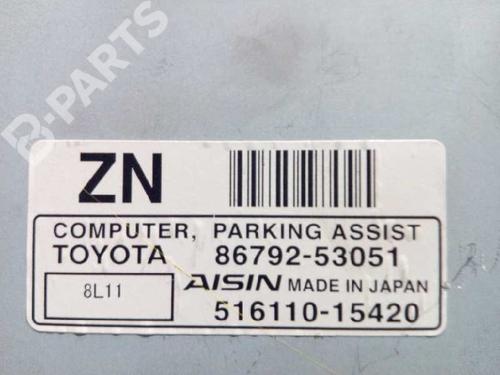 B-PARTS
ZN
COMPUTER, PARKING ASSIST
TOYOTA 86792-53051
8L11 AISIN MADE IN JAPAN
516110-15420